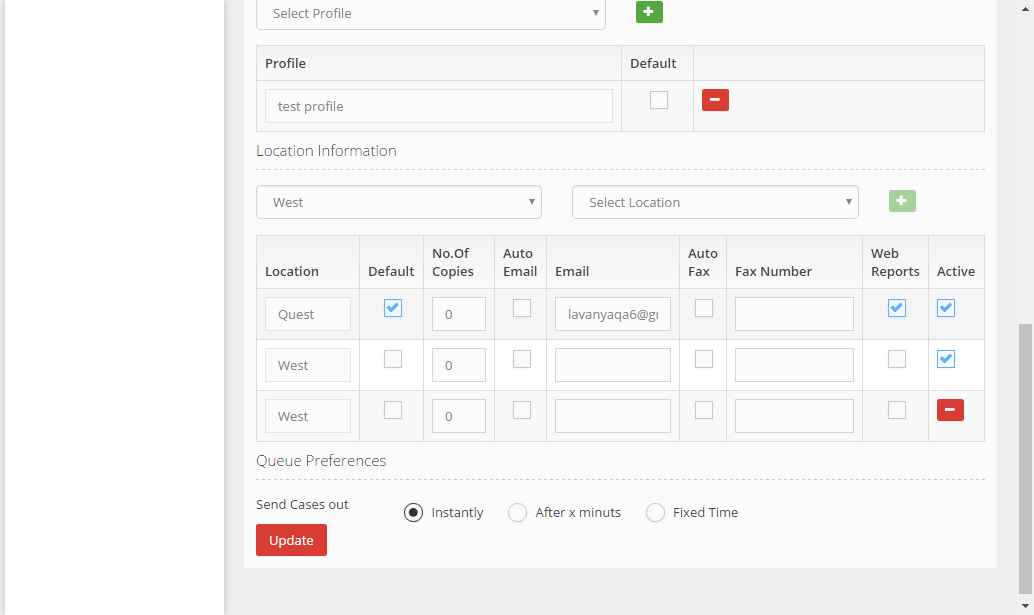 Select Profile
Profile Default
test profile
Location Information
West Select Location
Location Default No.Of Copies Auto Email Email Auto Fax Fax Number Web Reports Active
Quest 0 lavanyaqa6@g
West 0
West 0
Queue Preferences
Send Cases out Instantly After x minuts Fixed Time
Update